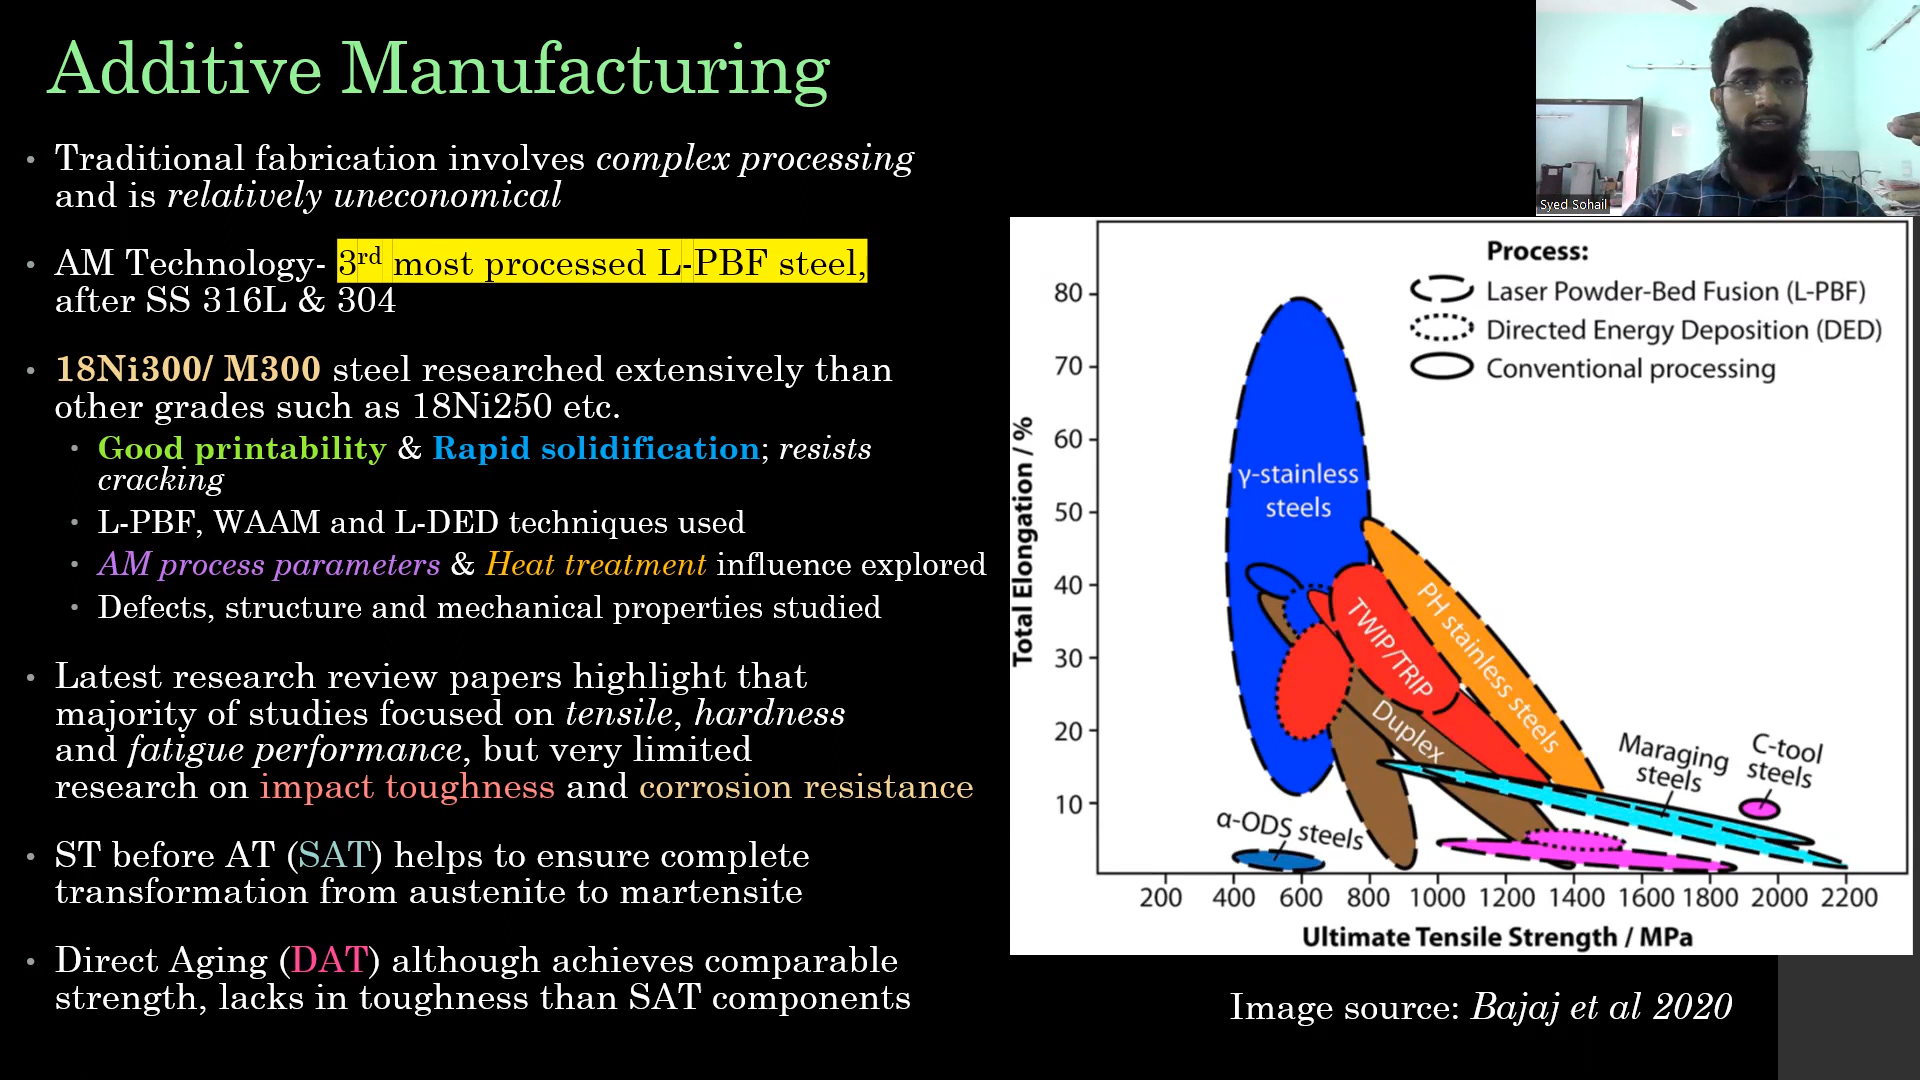 Additive Manufacturing
• Traditional fabrication involves complex processing
and is relatively uneconomical
• AM Technology- 3rd most processed L-PBF steel,
after SS 316L & 304
• 18Ni300/ M300 steel researched extensively than
other grades such as 18Ni250 etc.
• Good printability & Rapid solidification; resists
cracking
• L-PBF, WAAM and L-DED techniques used
• AM process parameters & Heat treatment influence explored
• Defects, structure and mechanical properties studied
• Latest research review papers highlight that
majority of studies focused on tensile, hardness
and fatigue performance, but very limited
research on impact toughness and corrosion resistance
• ST before AT (SAT) helps to ensure complete
transformation from austenite to martensite
• Direct Aging (DAT) although achieves comparable
strength, lacks in toughness than SAT components
Syed Sohail
Process:
Laser Powder-Bed Fusion (L-PBF)
Directed Energy Deposition (DED)
Conventional processing
Total Elongation / %
80
70
60
50
40
30
20
10
γ-stainless
steels
PH stainless steels
TWIP/TRIP
Duplex
Maraging
steels
C-tool
steels
α-ODS steels
200 400 600 800 1000 1200 1400 1600 1800 2000 2200
Ultimate Tensile Strength / MPa
Image source: Bajaj et al 2020